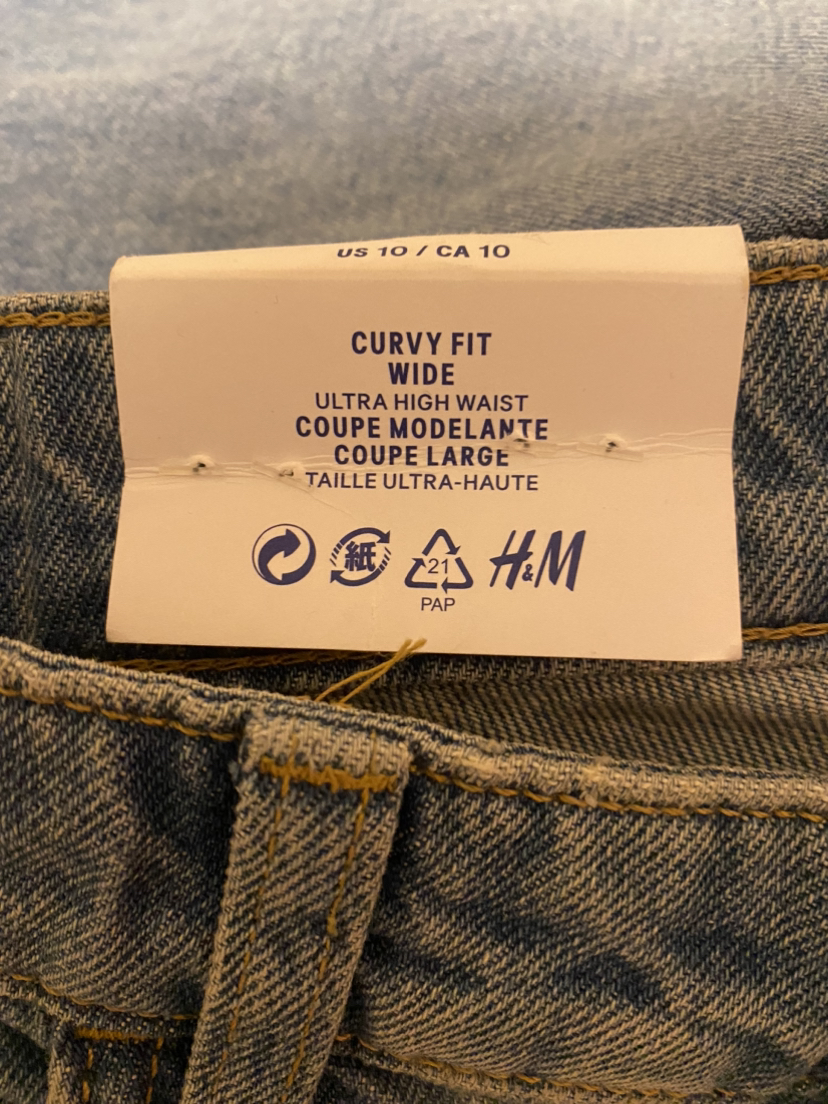 US 10 / CA 10
CURVY FIT
WIDE
ULTRA HIGH WAIST
COUPE MODELANTE
COUPE LARGE
TAILLE ULTRA-HAUTE
紙 21 H&M
PAP